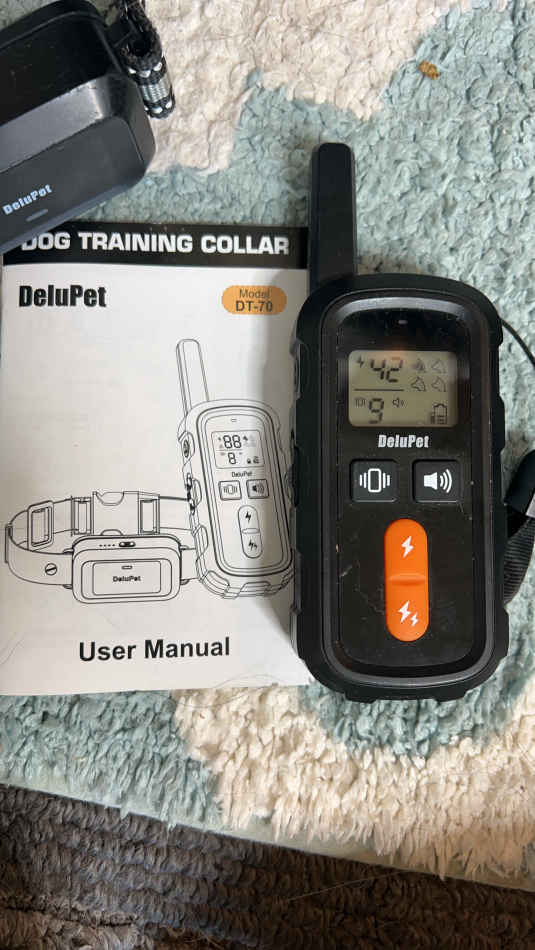 DeluPet
DOG TRAINING COLLAR
DeluPet
Model
DT-70
88
8
DeluPet
DeluPet
User Manual
42
9
DeluPet